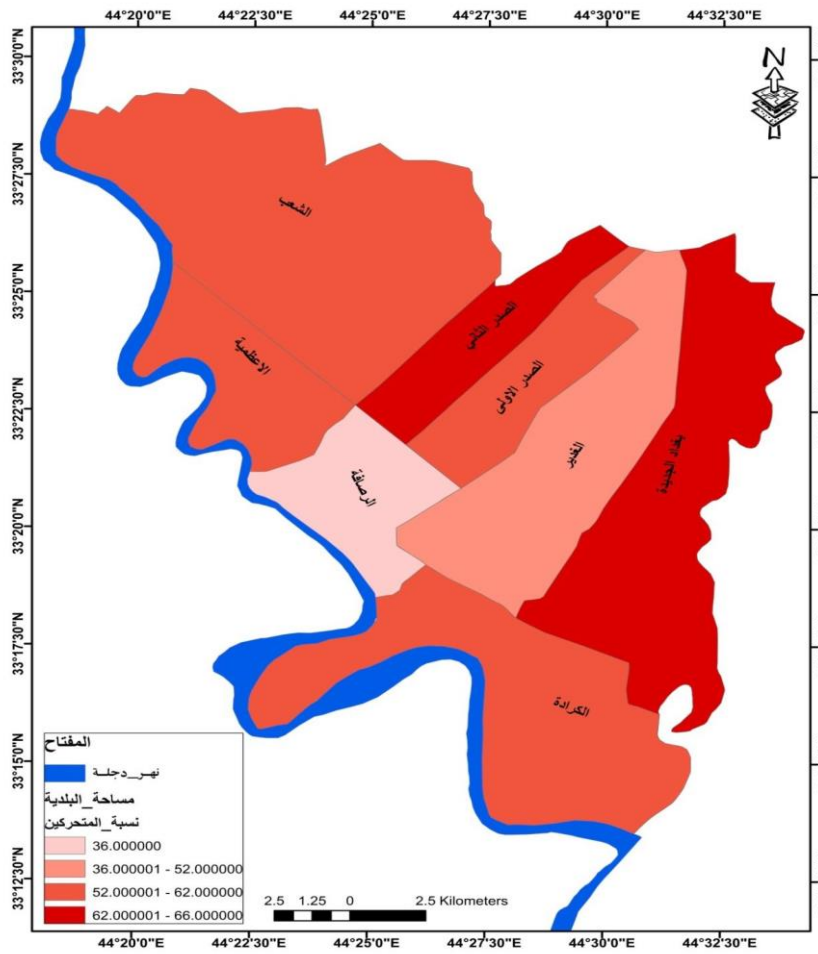 44°20'0"E 44°22'30"E 44°25'0"E 44°27'30"E 44°30'0"E 44°32'30"E
33°30'0"N
33°27'30"N
33°25'0"N
33°22'30"N
33°20'0"N
33°17'30"N
33°15'0"N
33°12'30"N
N
الشعب
الصدر الثاني
الاعظمية
الصدر الاولى
الغدير
بغداد الجديدة
الرصافة
الكرادة
المفتاح
نهـر_دجلـة
مساحة_البلدية
نسبة_المتحركين
36.000000
36.000001 - 52.000000
52.000001 - 62.000000
62.000001 - 66.000000
2.5 1.25 0 2.5 Kilometers
44°20'0"E 44°22'30"E 44°25'0"E 44°27'30"E 44°30'0"E 44°32'30"E